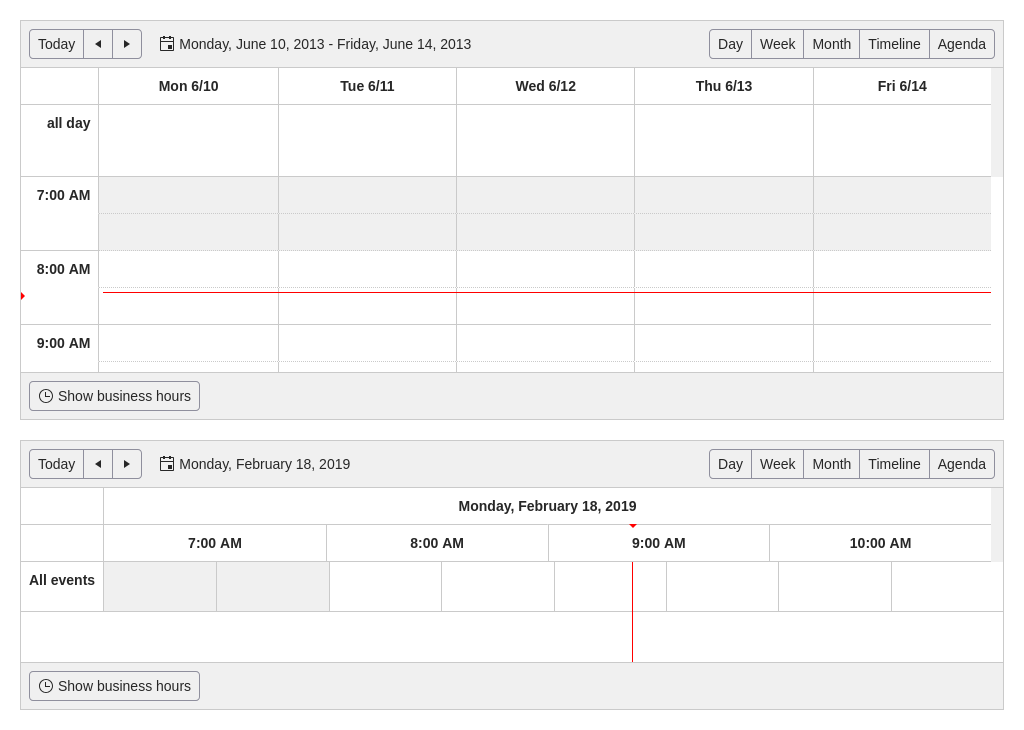 Today Monday, June 10, 2013 - Friday, June 14, 2013 Day Week Month Timeline Agenda
Mon 6/10 Tue 6/11 Wed 6/12 Thu 6/13 Fri 6/14
all day
7:00 AM
8:00 AM
9:00 AM
Show business hours
Today Monday, February 18, 2019 Day Week Month Timeline Agenda
Monday, February 18, 2019
7:00 AM 8:00 AM 9:00 AM 10:00 AM
All events
Show business hours